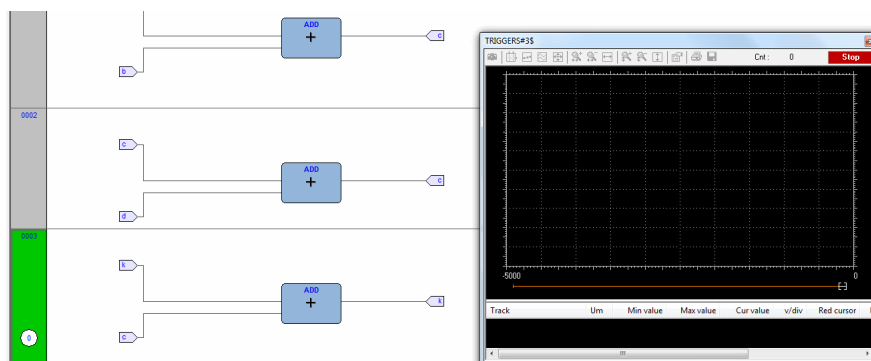 ADD
+
c
b
0002
c
ADD
+
c
d
0003
k
ADD
+
k
c
0
TRIGGERS#3$
Cnt : 0 Stop
-5000 0
Track Um Min value Max value Cur value v/div Red cursor